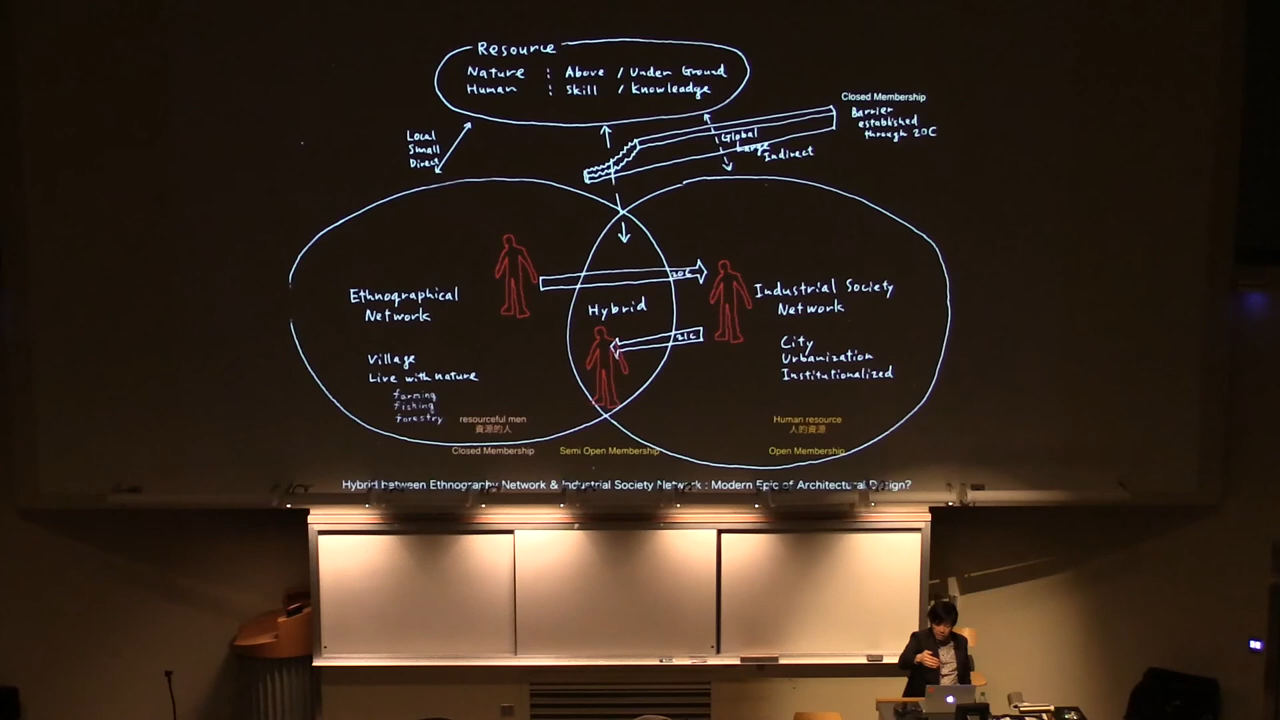 Resource
Nature : Above / Under Ground
Human : Skill / Knowleadge
Closed Membership
Barrier
established
through 20C
Local
Small
Direct
Global
Large
Indirect
20C
Ethnographical
Network
Hybrid
Industrial Society
Network
21C
Village
Live with nature
farming
fishing
forestry
City
Urbanization
Institutionalized
resourceful men
資源的人
Human resource
人的資源
Closed Membership
Semi Open Membership
Open Membership
Hybrid between Ethnography Network & Industrial Society Network : Modern Epic of Architectural Design?